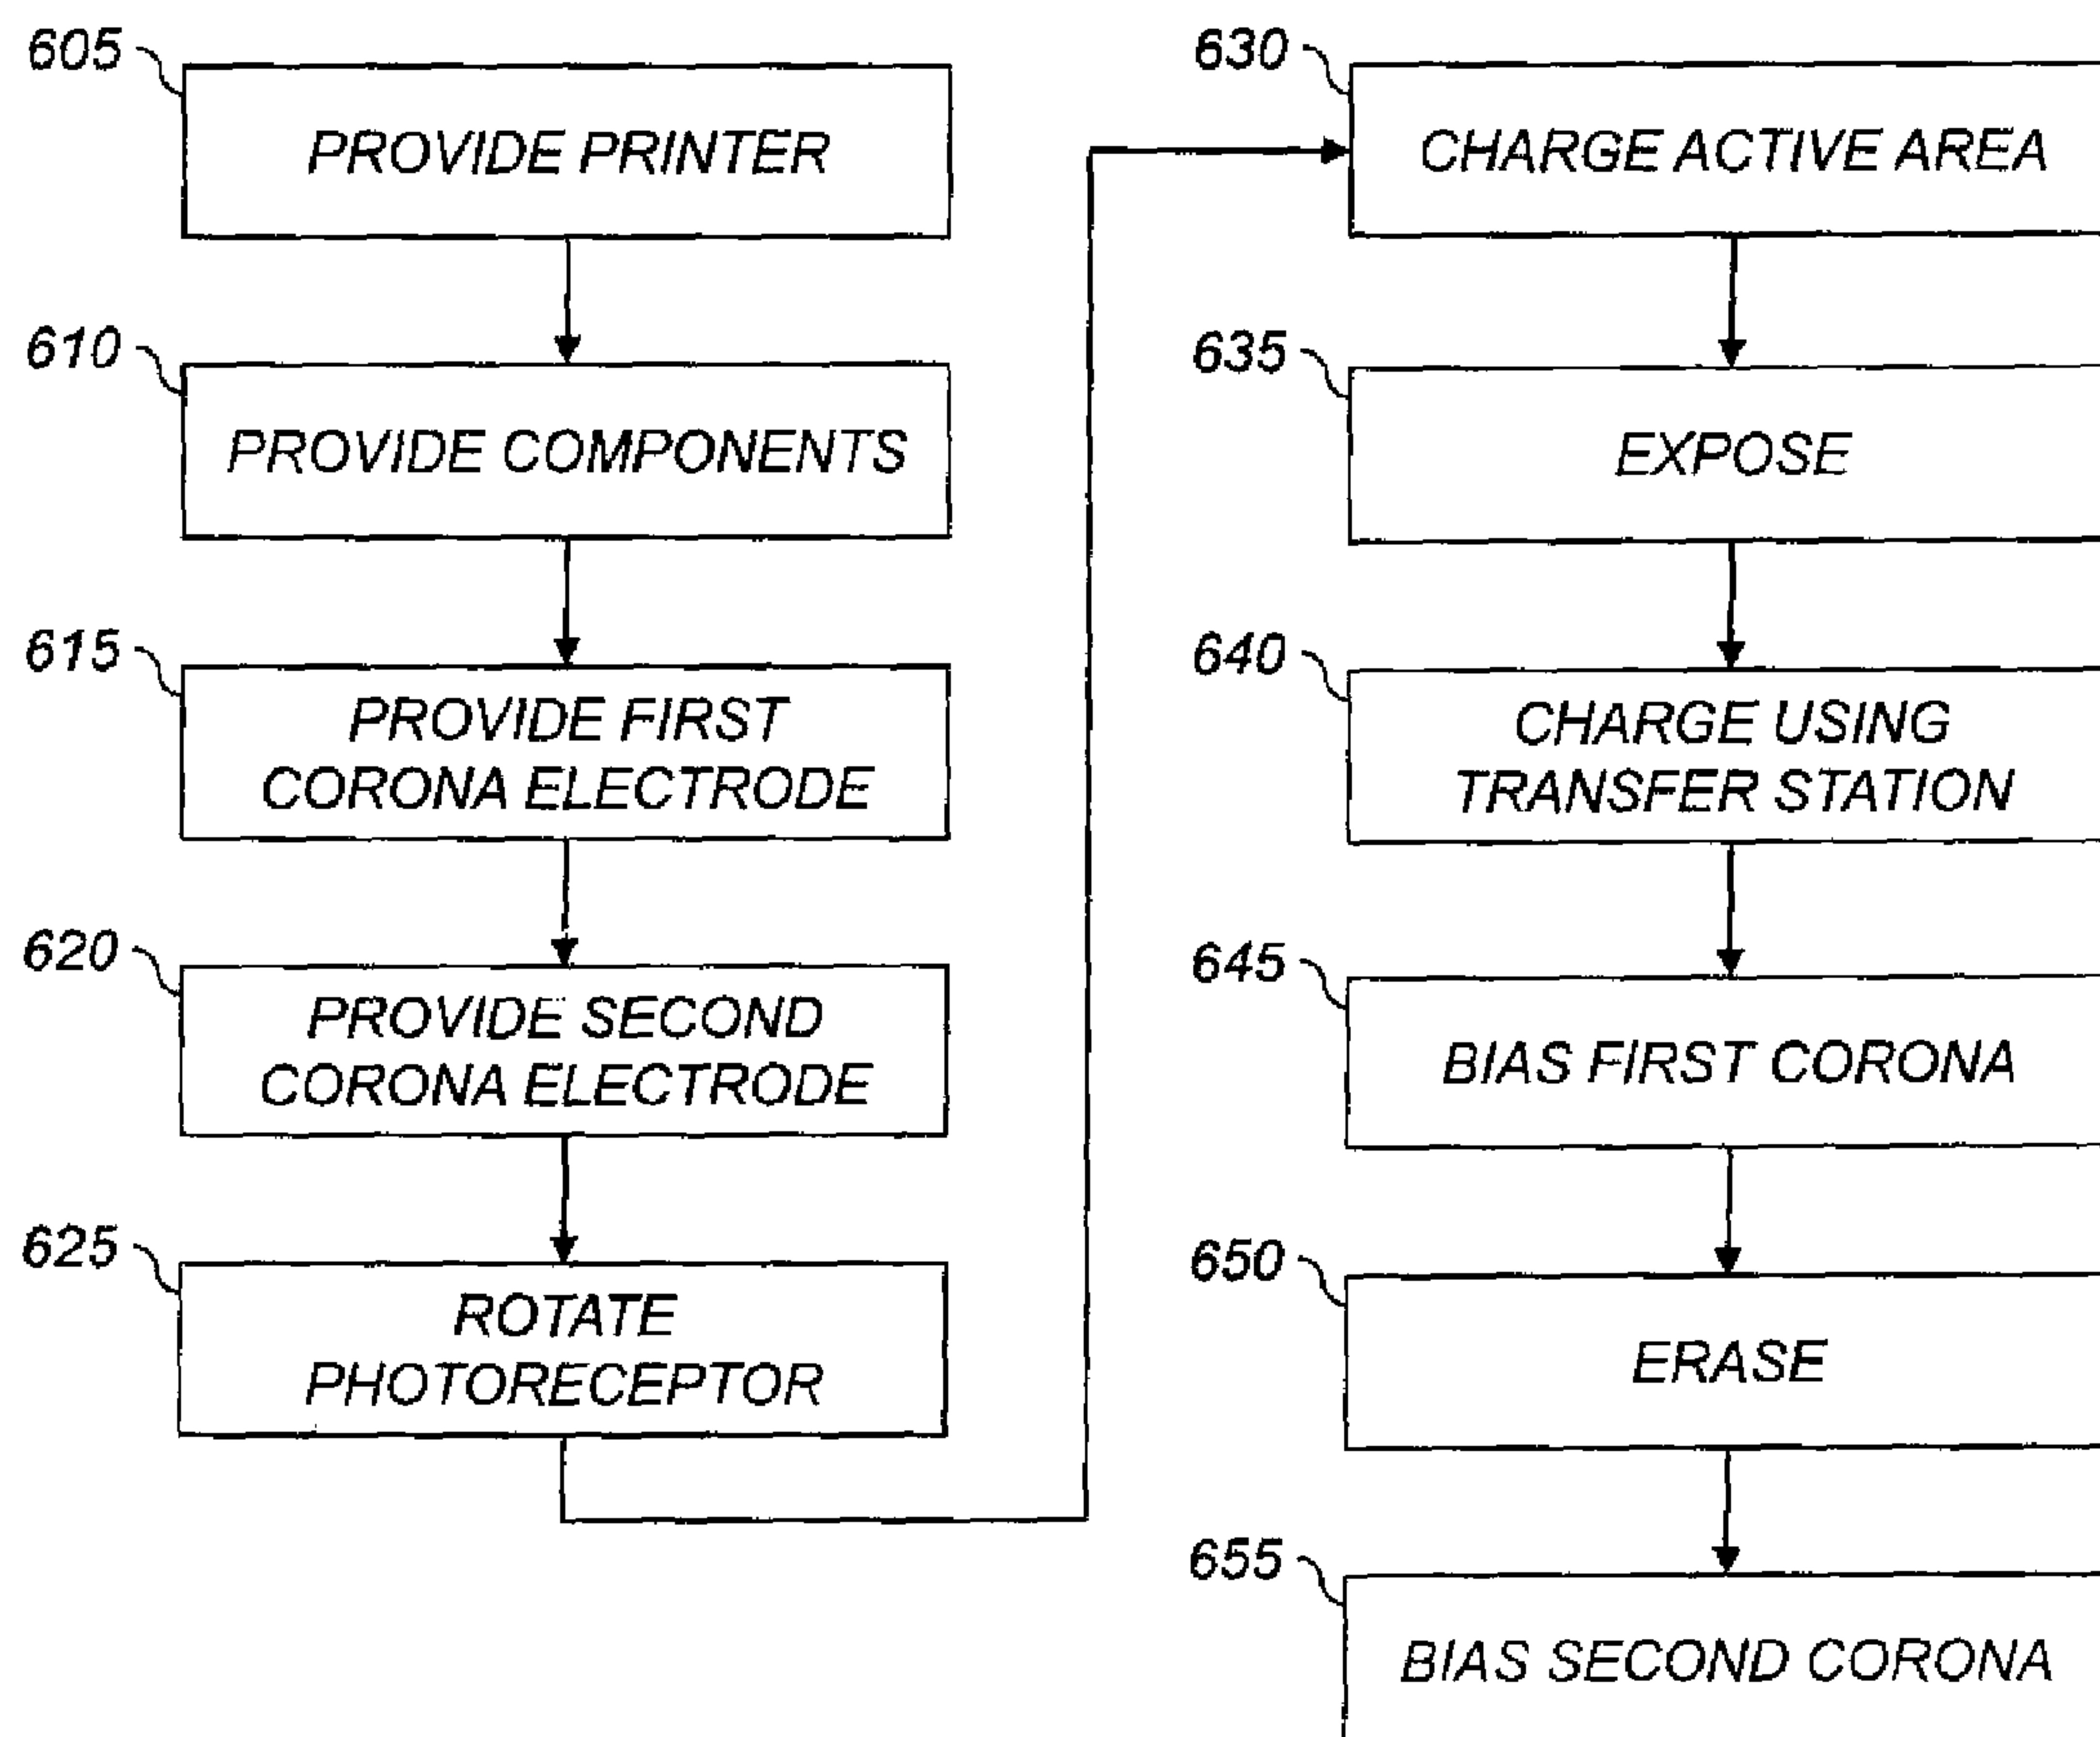 605
PROVIDE PRINTER
610
PROVIDE COMPONENTS
615
PROVIDE FIRST
CORONA ELECTRODE
620
PROVIDE SECOND
CORONA ELECTRODE
625
ROTATE
PHOTORECEPTOR
630
CHARGE ACTIVE AREA
635
EXPOSE
640
CHARGE USING
TRANSFER STATION
645
BIAS FIRST CORONA
650
ERASE
655
BIAS SECOND CORONA